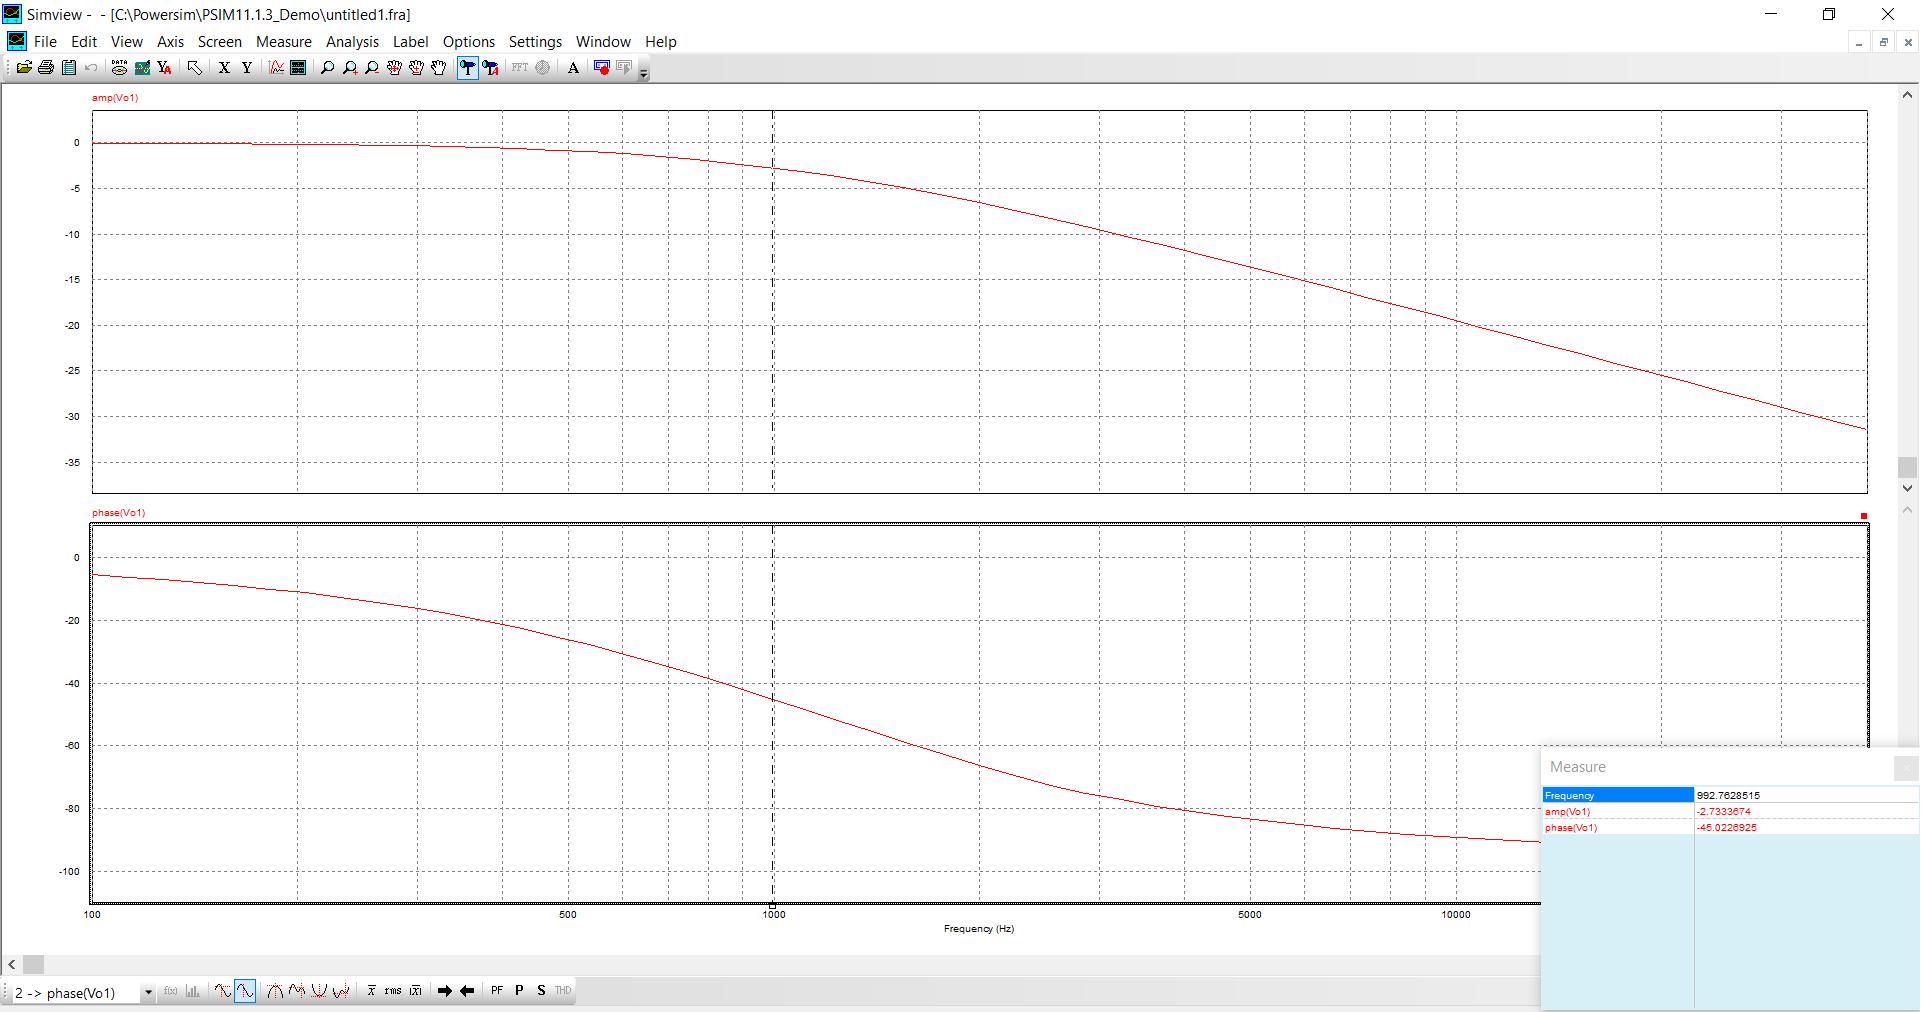 Simview - - [C:\Powersim\PSIM11.1.3_Demo\untitled1.fra]
File Edit View Axis Screen Measure Analysis Label Options Settings Window Help
DATA YA X Y FFT A
amp(Vo1)
0
-5
-10
-15
-20
-25
-30
-35
phase(Vo1)
0
-20
-40
-60
-80
-100
100 500 1000 5000 10000
Frequency (Hz)
Measure
Frequency 992.7628515
amp(Vo1) -2.7333674
phase(Vo1) -45.0226925
2 -> phase(Vo1) f(x) x rms |x| PF P S THD